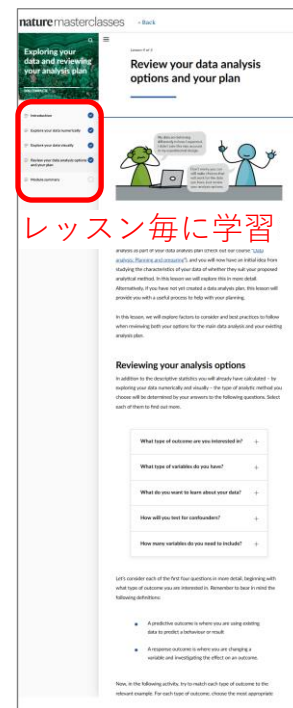 nature masterclasses
Back
Exploring your
data and reviewing
your analysis plan
Introduction
Explore your data numerically
Explore your data visually
Review your data analysis options
and your plan
Module summary
Review your data analysis
options and your plan
レッスン毎に学習
analysis as part of your data analysis plan (check out our course
and you will now have an initial idea from
studying the characteristics of your data of whether they suit your proposed
analytical method. In this lesson we will explore this in more detail.
Alternatively, if you have not yet created a data analysis plan, this lesson will
provide you with a useful process to help with your planning.
In this lesson, we will explore factors to consider and best practices to follow
when reviewing both your options for the main data analysis and your existing
analysis plan.
Reviewing your analysis options
In addition to the descriptive statistics you will already have calculated – by
exploring your data numerically and visually – the type of analytic method you
choose will be determined by your answers to the following questions. Select
each of them to find out more.
What type of outcome are you interested in? +
What type of variables do you have? +
What do you want to learn about your data? +
How will you test for confounders? +
How many variables do you need to include? +
Let's consider each of the first four questions in more detail, beginning with
what type of outcome you are interested in. Remember to bear in mind the
following definitions:
A predictive outcome is where you are using existing
data to predict a behaviour or result
A response outcome is where you are changing a
variable and investigating the effect on an outcome.
Now, in the following activity, try to match each type of outcome to the
relevant example. For each type of outcome, choose the most appropriate